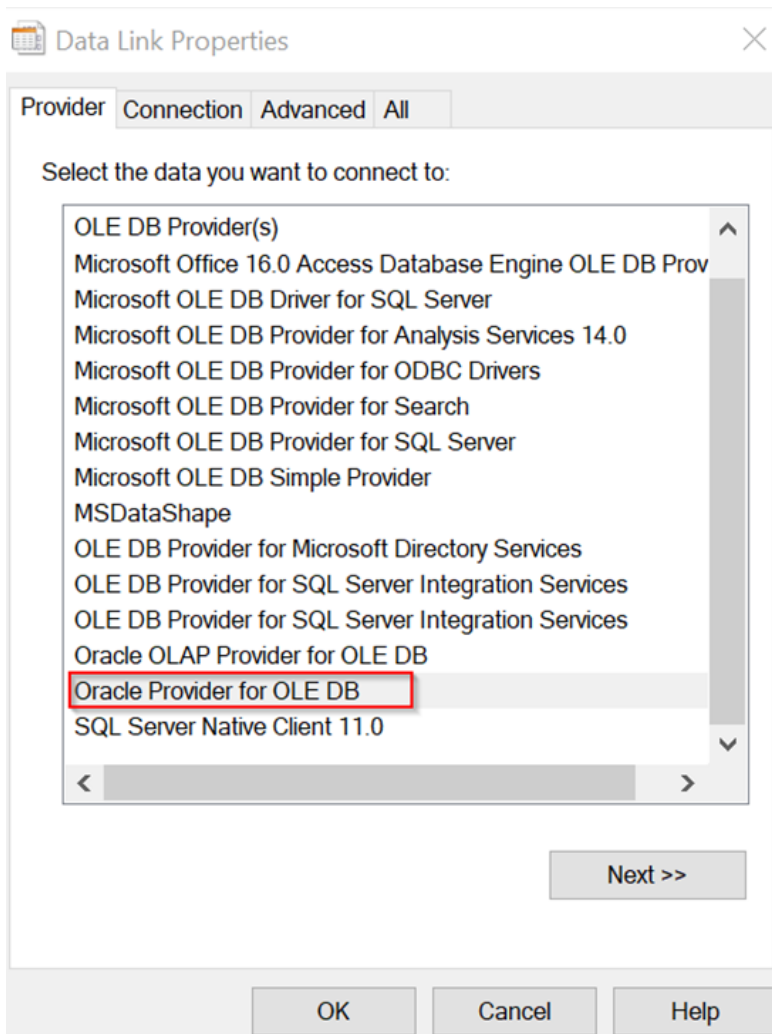 Data Link Properties
Provider Connection Advanced All
Select the data you want to connect to:
OLE DB Provider(s)
Microsoft Office 16.0 Access Database Engine OLE DB Prov
Microsoft OLE DB Driver for SQL Server
Microsoft OLE DB Provider for Analysis Services 14.0
Microsoft OLE DB Provider for ODBC Drivers
Microsoft OLE DB Provider for Search
Microsoft OLE DB Provider for SQL Server
Microsoft OLE DB Simple Provider
MSDataShape
OLE DB Provider for Microsoft Directory Services
OLE DB Provider for SQL Server Integration Services
OLE DB Provider for SQL Server Integration Services
Oracle OLAP Provider for OLE DB
Oracle Provider for OLE DB
SQL Server Native Client 11.0
Next >>
OK Cancel Help